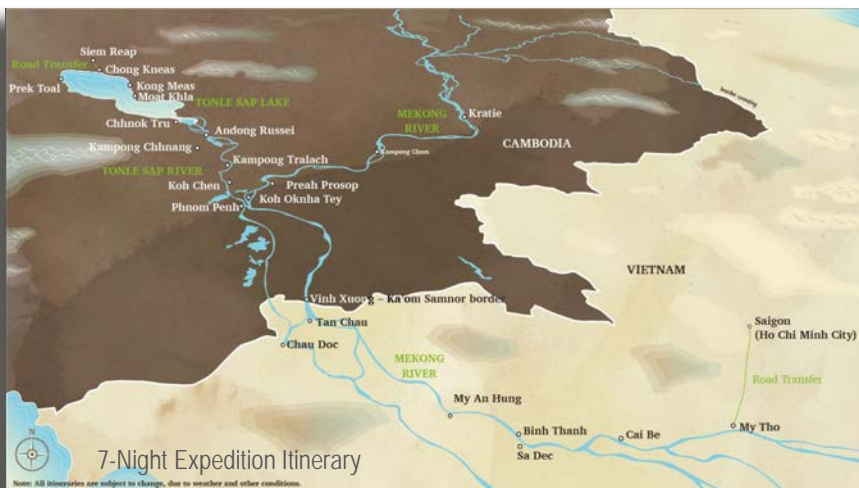 Siem Reap
Road Transfer
Chong Kneas
Prek Toal
Kong Meas
Moat Khla
TONLE SAP LAKE
Chhnok Tru
Andong Russei
MEKONG
RIVER
Kratie
border crossing
CAMBODIA
Kampong Chhnang
Kampong Cham
Kampong Tralach
TONLE SAP RIVER
Koh Chen
Preah Prosop
Koh Oknha Tey
Phnom Penh
VIETNAM
Vinh Xuong – Ka'om Samnor border
Tan Chau
Chau Doc
Saigon
(Ho Chi Minh City)
MEKONG
RIVER
Road Transfer
My An Hung
Binh Thanh
Cai Be
My Tho
Sa Dec
N
7-Night Expedition Itinerary
Note: All itineraries are subject to change, due to weather and other conditions.